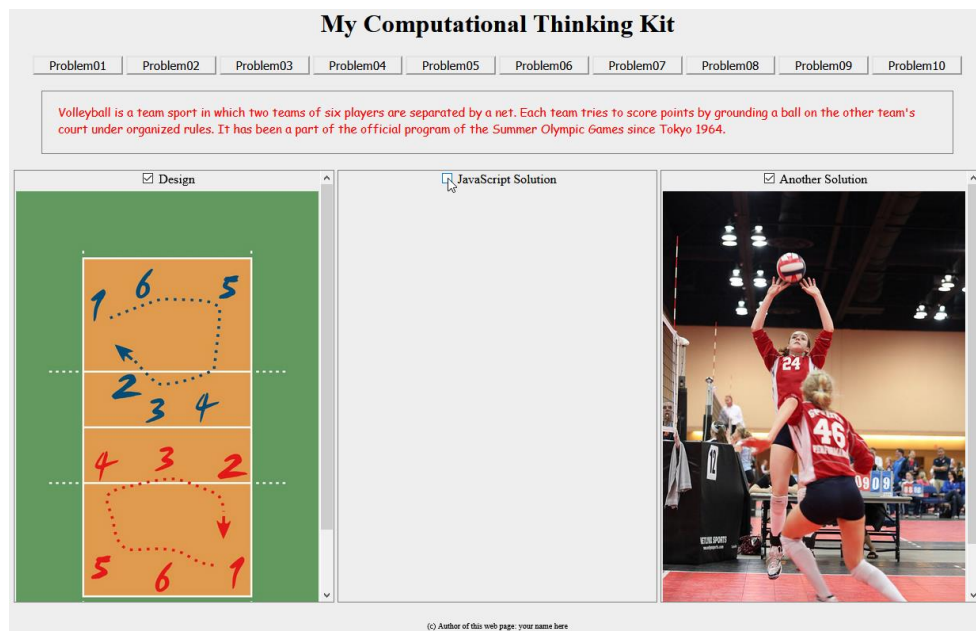 My Computational Thinking Kit
Problem01 Problem02 Problem03 Problem04 Problem05 Problem06 Problem07 Problem08 Problem09 Problem10
Volleyball is a team sport in which two teams of six players are separated by a net. Each team tries to score points by grounding a ball on the other team's
court under organized rules. It has been a part of the official program of the Summer Olympic Games since Tokyo 1964.
Design
JavaScript Solution
Another Solution
1 6 5
2 3 4
4 3 2
5 6 1
24
46
12
(c) Author of this web page: your name here